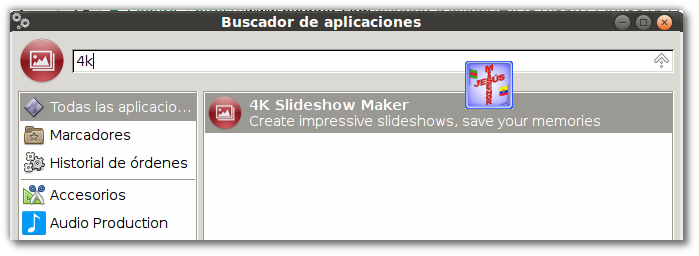 Buscador de aplicaciones
4k
Todas las aplicacio...
Marcadores
Historial de órdenes
Accesorios
Audio Production
4K Slideshow Maker
Create impressive slideshows, save your memories
JESÚS